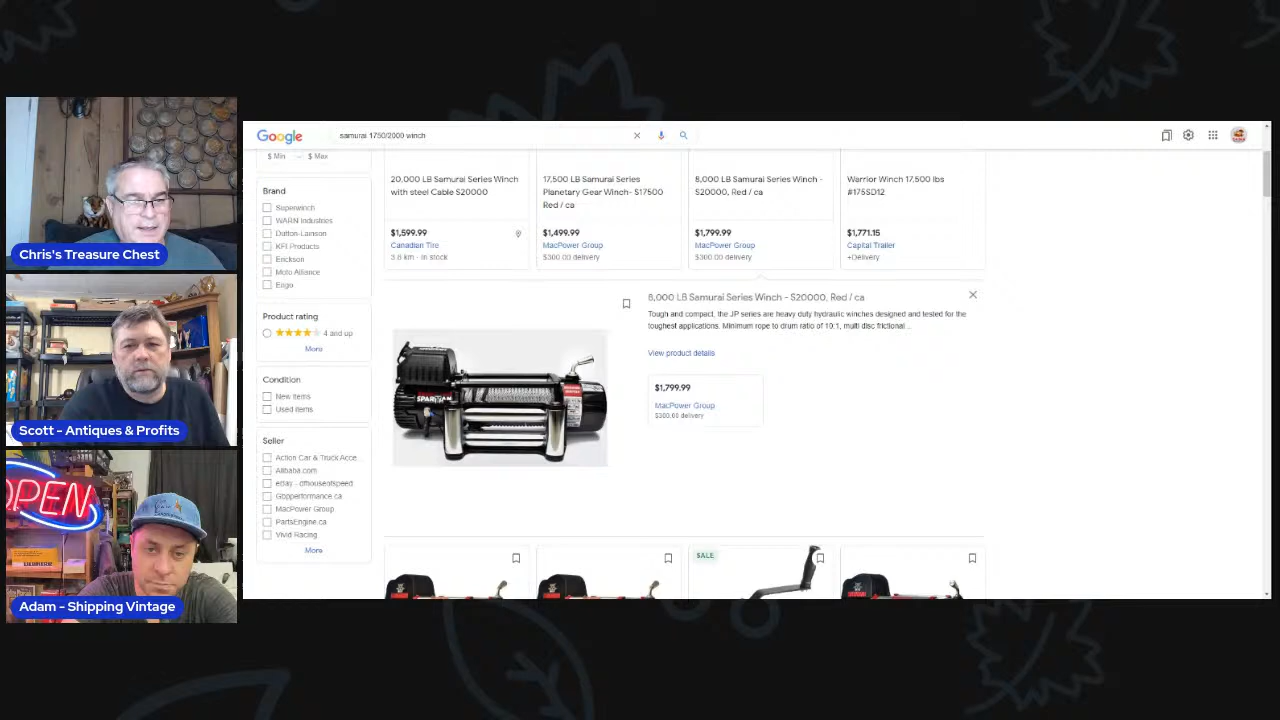 Google
samurai 1750/2000 winch
$ Min
$ Max
Brand
Superwinch
WARN Industries
Dutton-Lainson
KFI Products
Erickson
Moto Alliance
Eago
Product rating
4 and up
More
Condition
New items
Used items
Seller
Action Car & Truck Acce...
Alibaba.com
eBay - dfhouseofspeed
Gbpperformance.ca
MacPower Group
PartsEngine.ca
Vivid Racing
More
20,000 LB Samurai Series Winch
with steel Cable S20000
$1,599.99
Canadian Tire
3.8 km - In stock
17,500 LB Samurai Series
Planetary Gear Winch- S17500
Red / ca
$1,499.99
MacPower Group
$300.00 delivery
8,000 LB Samurai Series Winch -
S20000, Red / ca
$1,799.99
MacPower Group
$300.00 delivery
Warrior Winch 17,500 lbs
#175SD12
$1,771.15
Capital Trailer
+Delivery
8,000 LB Samurai Series Winch - S20000, Red / ca
Tough and compact, the JP series are heavy duty hydraulic winches designed and tested for the
toughest applications. Minimum rope to drum ratio of 10:1, multi disc frictional...
View product details
$1,799.99
MacPower Group
$300.00 delivery
SPARTAN
SALE
Chris's Treasure Chest
Scott - Antiques & Profits
OPEN
Adam - Shipping Vintage